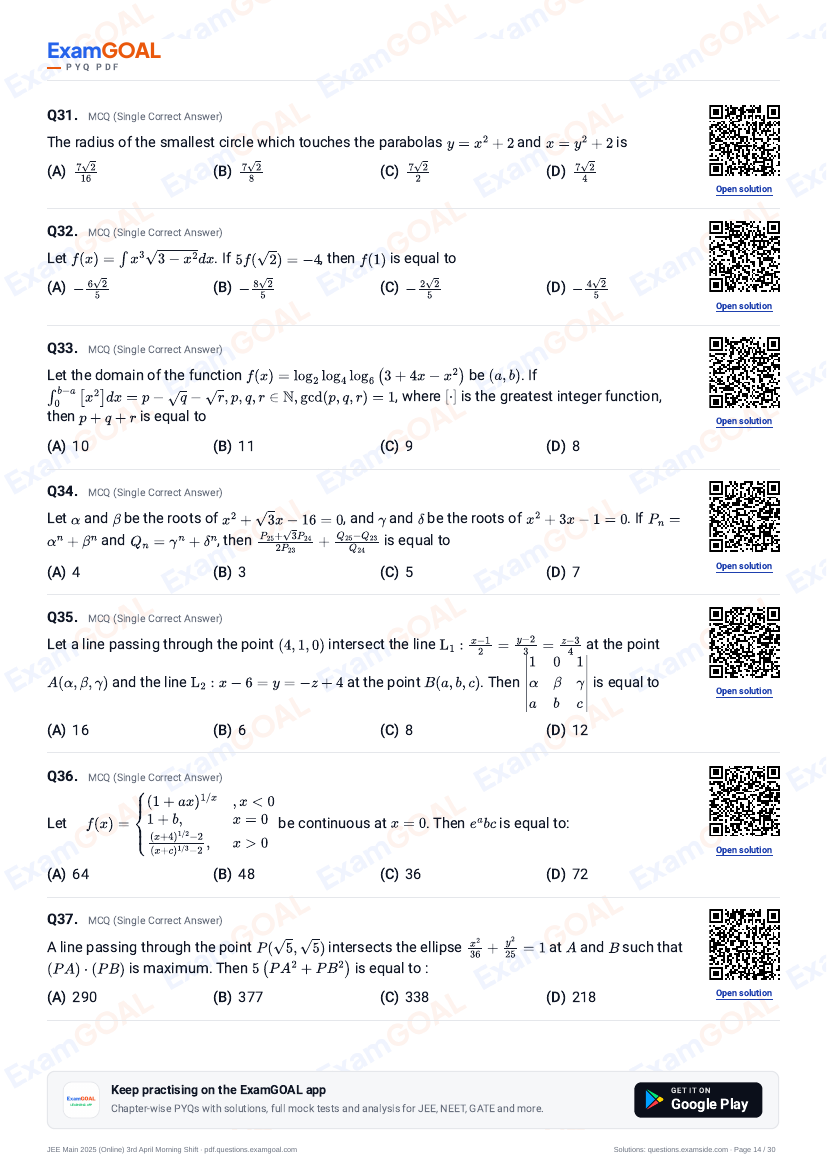 ExamGOAL
PYQ PDF
Q31. MCQ (Single Correct Answer)
The radius of the smallest circle which touches the parabolas y = x² + 2 and x = y² + 2 is
(A) 7√2/16 (B) 7√2/8 (C) 7√2/2 (D) 7√2/4
Open solution
Q32. MCQ (Single Correct Answer)
Let f(x) = ∫ x³√(3 − x²)dx. If 5f(√2) = −4, then f(1) is equal to
(A) −6√2/5 (B) −8√2/5 (C) −2√2/5 (D) −4√2/5
Open solution
Q33. MCQ (Single Correct Answer)
Let the domain of the function f(x) = log₂ log₄ log₆ (3 + 4x − x²) be (a, b). If
∫₀^(b−a) [x²]dx = p − √q − √r, p, q, r ∈ ℕ, gcd(p, q, r) = 1, where [·] is the greatest integer function,
then p + q + r is equal to
(A) 10 (B) 11 (C) 9 (D) 8
Open solution
Q34. MCQ (Single Correct Answer)
Let α and β be the roots of x² + √3x − 16 = 0, and γ and δ be the roots of x² + 3x − 1 = 0. If Pₙ =
αⁿ + βⁿ and Qₙ = γⁿ + δⁿ, then (P₂₅+√3P₂₄)/(2P₂₃) + (Q₂₅−Q₂₃)/Q₂₄ is equal to
(A) 4 (B) 3 (C) 5 (D) 7
Open solution
Q35. MCQ (Single Correct Answer)
Let a line passing through the point (4, 1, 0) intersect the line L₁ : (x−1)/2 = (y−2)/3 = (z−3)/4 at the point
A(α, β, γ) and the line L₂ : x − 6 = y = −z + 4 at the point B(a, b, c). Then |1 0 1; α β γ; a b c| is equal to
(A) 16 (B) 6 (C) 8 (D) 12
Open solution
Q36. MCQ (Single Correct Answer)
Let f(x) = { (1 + ax)^(1/x) , x < 0
1 + b, x = 0 be continuous at x = 0. Then eᵃbc is equal to:
((x+4)^(1/2)−2)/((x+c)^(1/3)−2), x > 0
(A) 64 (B) 48 (C) 36 (D) 72
Open solution
Q37. MCQ (Single Correct Answer)
A line passing through the point P(√5, √5) intersects the ellipse x²/36 + y²/25 = 1 at A and B such that
(PA) · (PB) is maximum. Then 5 (PA² + PB²) is equal to :
(A) 290 (B) 377 (C) 338 (D) 218
Open solution
Keep practising on the ExamGOAL app
Chapter-wise PYQs with solutions, full mock tests and analysis for JEE, NEET, GATE and more.
GET IT ON
Google Play
JEE Main 2025 (Online) 3rd April Morning Shift · pdf.questions.examgoal.com
Solutions: questions.examside.com · Page 14 / 30